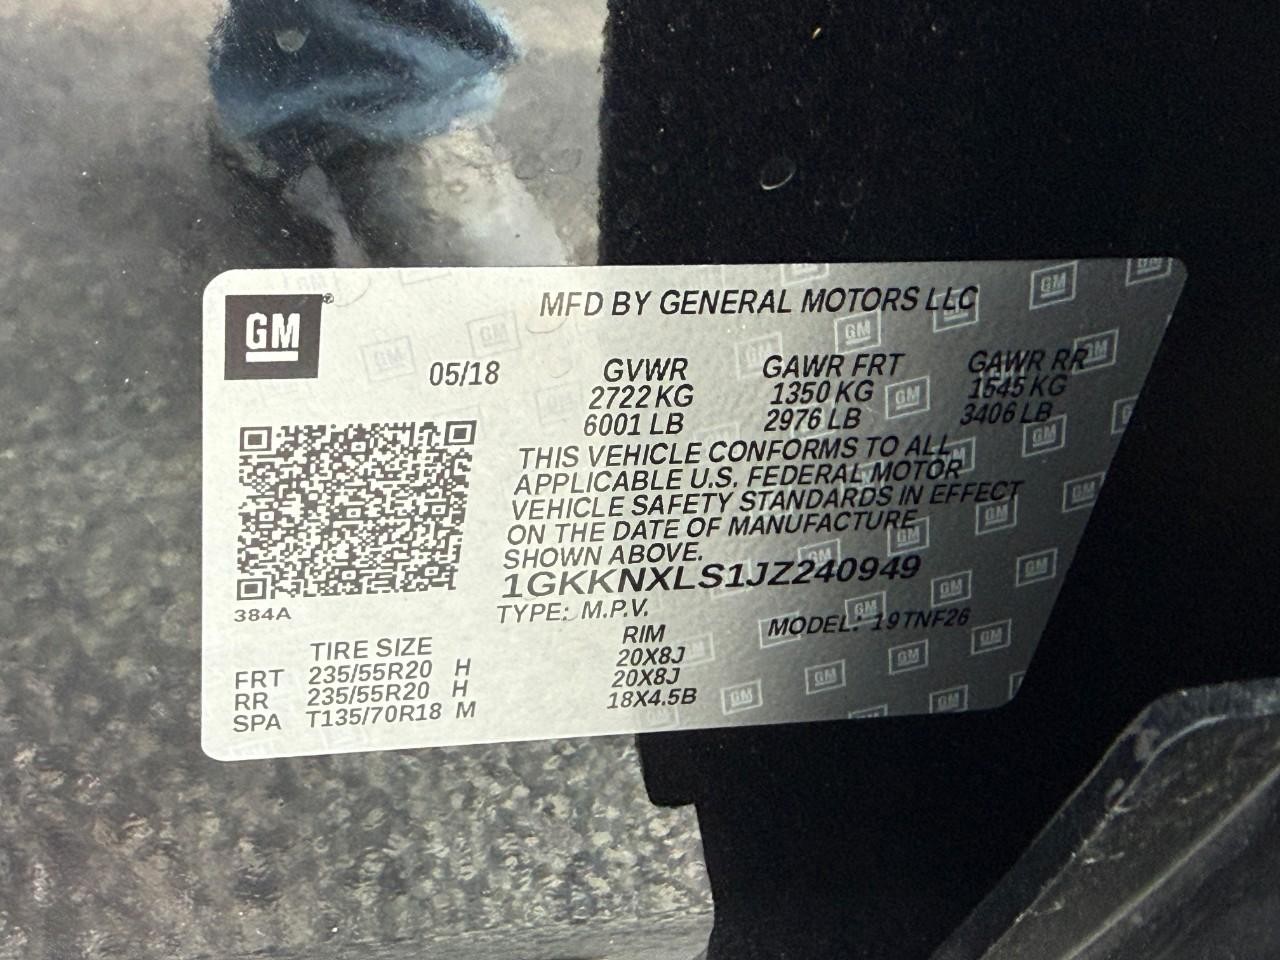 GM
MFD BY GENERAL MOTORS LLC
05/18 GVWR GAWR FRT GAWR RR
2722 KG 1350 KG 1545 KG
6001 LB 2976 LB 3406 LB
THIS VEHICLE CONFORMS TO ALL
APPLICABLE U.S. FEDERAL MOTOR
VEHICLE SAFETY STANDARDS IN EFFECT
ON THE DATE OF MANUFACTURE
SHOWN ABOVE.
1GKKNXLS1JZ240949
384A
TYPE: M.P.V. MODEL: 19TNF26
TIRE SIZE RIM
FRT 235/55R20 H 20X8J
RR 235/55R20 H 20X8J
SPA T135/70R18 M 18X4.5B